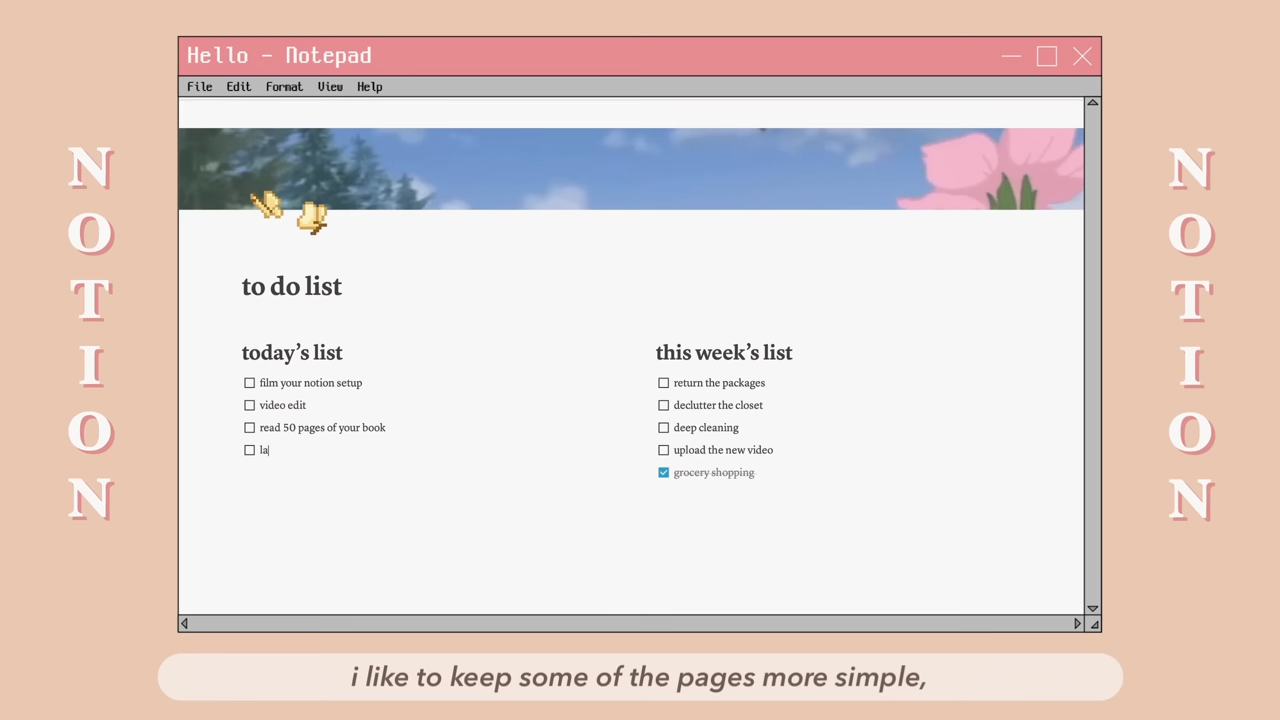 Hello - Notepad
File Edit Format View Help
NOTION
NOTION
to do list
today's list
film your notion setup
video edit
read 50 pages of your book
la
this week's list
return the packages
declutter the closet
deep cleaning
upload the new video
grocery shopping
i like to keep some of the pages more simple,